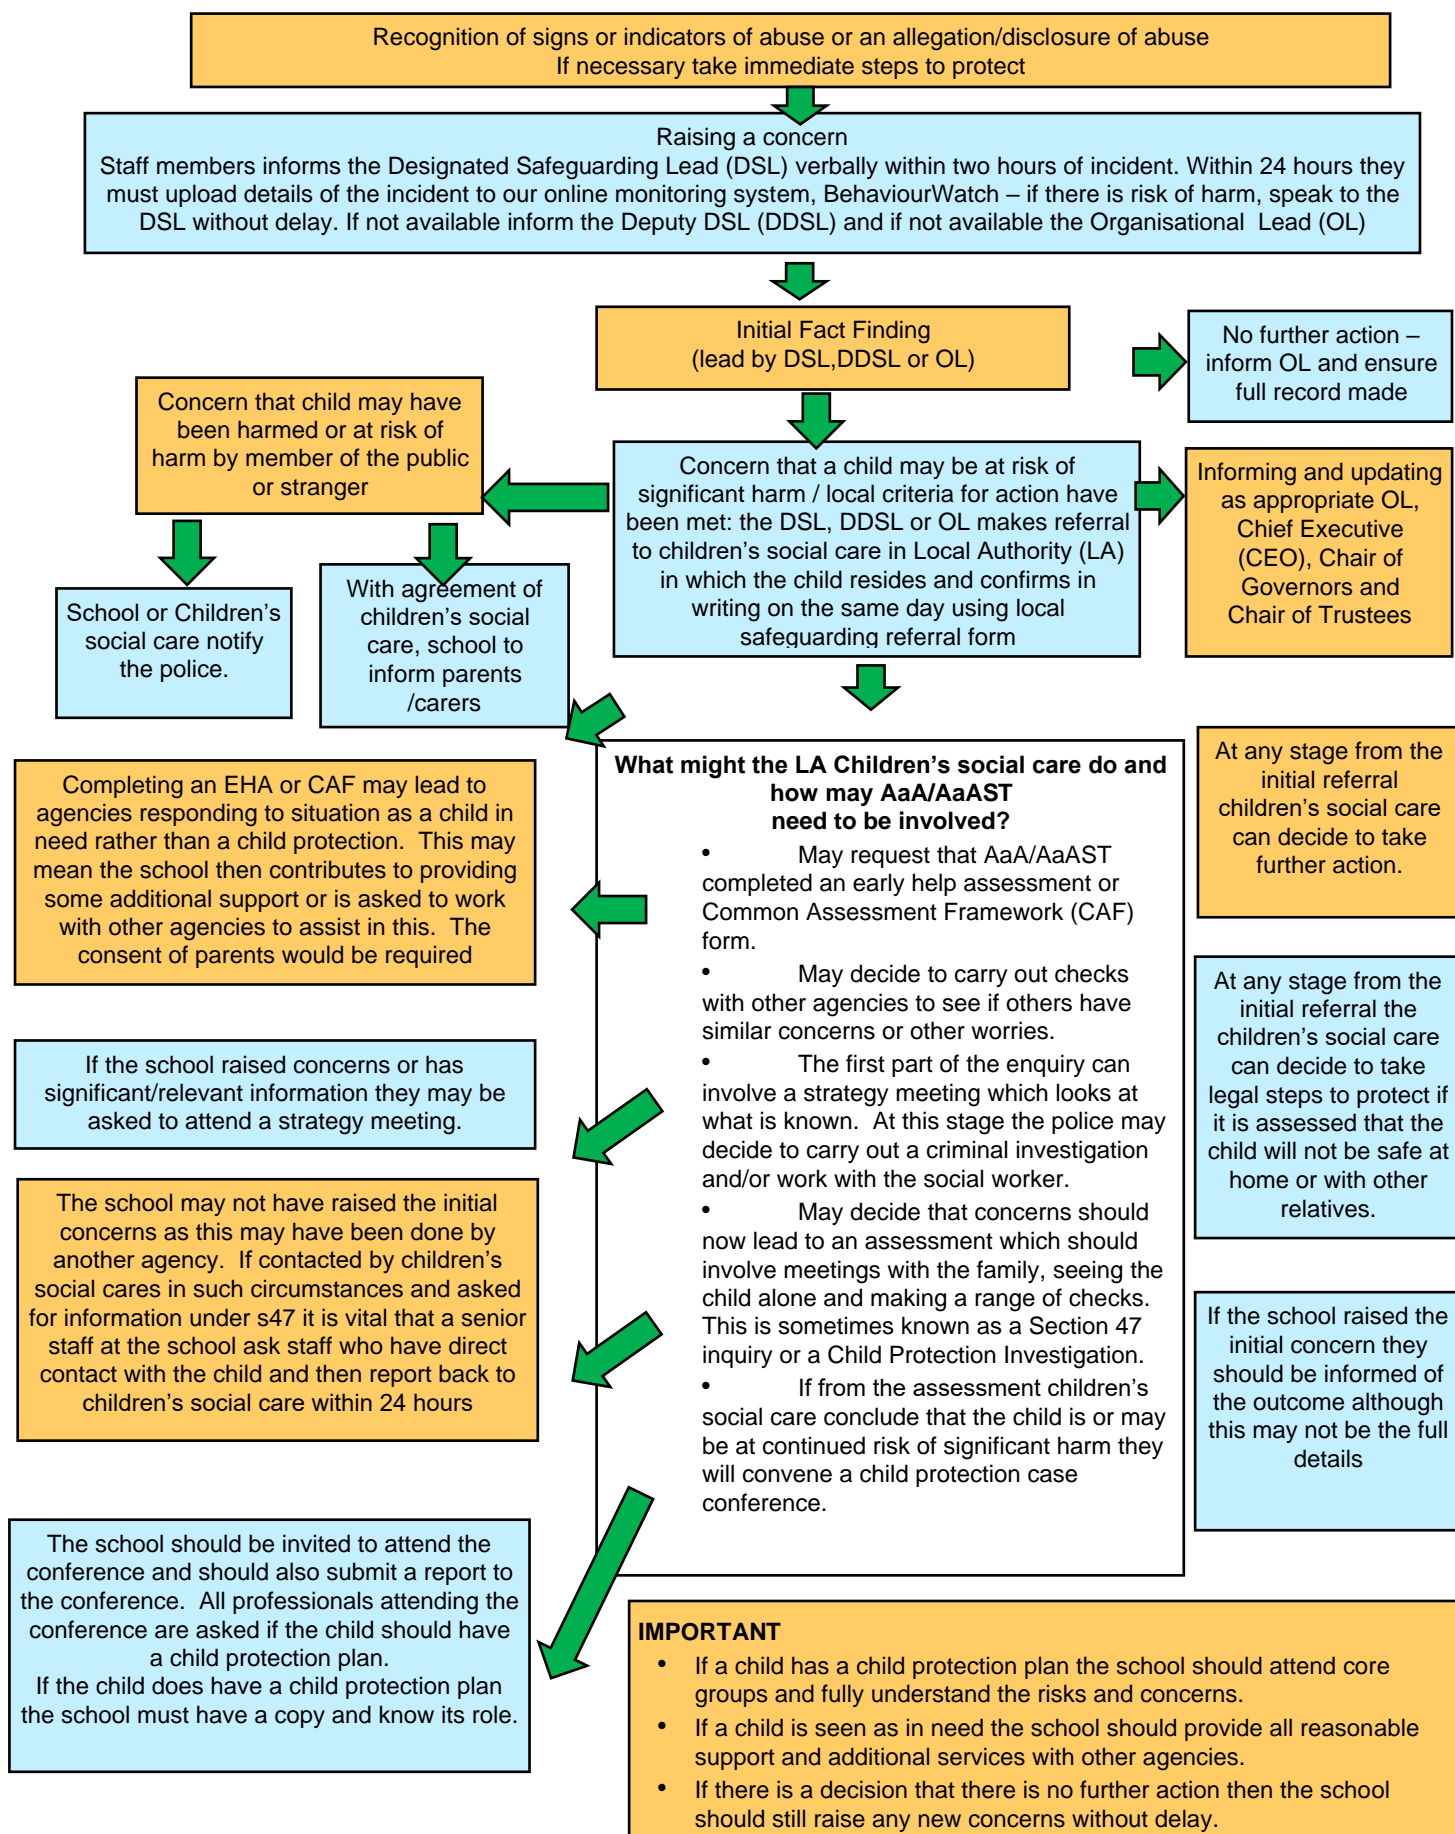 Recognition of signs or indicators of abuse or an allegation/disclosure of abuse
If necessary take immediate steps to protect
Raising a concern
Staff members informs the Designated Safeguarding Lead (DSL) verbally within two hours of incident. Within 24 hours they
must upload details of the incident to our online monitoring system, BehaviourWatch – if there is risk of harm, speak to the
DSL without delay. If not available inform the Deputy DSL (DDSL) and if not available the Organisational  Lead (OL)
Initial Fact Finding
(lead by DSL,DDSL or OL)
No further action –
inform OL and ensure
full record made
Concern that child may have
been harmed or at risk of
harm by member of the public
or stranger
Concern that a child may be at risk of
significant harm / local criteria for action have
been met: the DSL, DDSL or OL makes referral
to children's social care in Local Authority (LA)
in which the child resides and confirms in
writing on the same day using local
safeguarding referral form
Informing and updating
as appropriate OL,
Chief Executive
(CEO), Chair of
Governors and
Chair of Trustees
School or Children's
social care notify
the police.
With agreement of
children's social
care, school to
inform parents
/carers
Completing an EHA or CAF may lead to
agencies responding to situation as a child in
need rather than a child protection.  This may
mean the school then contributes to providing
some additional support or is asked to work
with other agencies to assist in this.  The
consent of parents would be required
If the school raised concerns or has
significant/relevant information they may be
asked to attend a strategy meeting.
The school may not have raised the initial
concerns as this may have been done by
another agency.  If contacted by children's
social cares in such circumstances and asked
for information under s47 it is vital that a senior
staff at the school ask staff who have direct
contact with the child and then report back to
children's social care within 24 hours
The school should be invited to attend the
conference and should also submit a report to
the conference.  All professionals attending the
conference are asked if the child should have
a child protection plan.
If the child does have a child protection plan
the school must have a copy and know its role.
What might the LA Children's social care do and
how may AaA/AaAST
need to be involved?
• May request that AaA/AaAST
completed an early help assessment or
Common Assessment Framework (CAF)
form.
• May decide to carry out checks
with other agencies to see if others have
similar concerns or other worries.
• The first part of the enquiry can
involve a strategy meeting which looks at
what is known.  At this stage the police may
decide to carry out a criminal investigation
and/or work with the social worker.
• May decide that concerns should
now lead to an assessment which should
involve meetings with the family, seeing the
child alone and making a range of checks.
This is sometimes known as a Section 47
inquiry or a Child Protection Investigation.
• If from the assessment children's
social care conclude that the child is or may
be at continued risk of significant harm they
will convene a child protection case
conference.
At any stage from the
initial referral
children's social care
can decide to take
further action.
At any stage from the
initial referral the
children's social care
can decide to take
legal steps to protect if
it is assessed that the
child will not be safe at
home or with other
relatives.
If the school raised the
initial concern they
should be informed of
the outcome although
this may not be the full
details
IMPORTANT
• If a child has a child protection plan the school should attend core
groups and fully understand the risks and concerns.
• If a child is seen as in need the school should provide all reasonable
support and additional services with other agencies.
• If there is a decision that there is no further action then the school
should still raise any new concerns without delay.